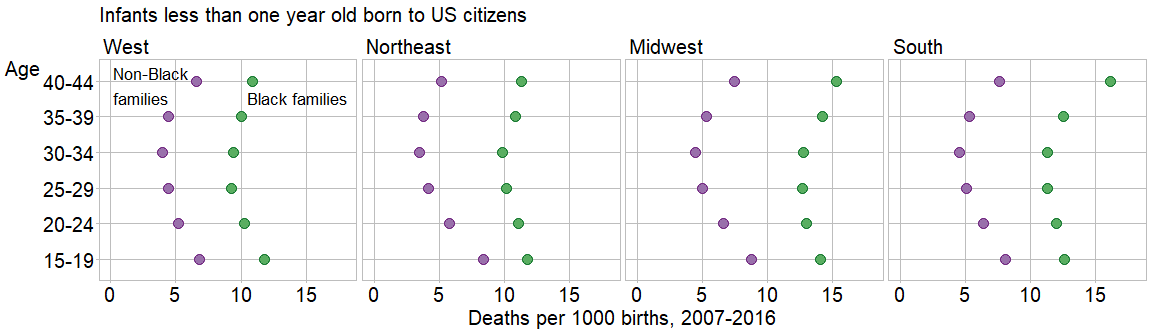 Infants less than one year old born to US citizens
West
Northeast
Midwest
South
Age
40-44
35-39
30-34
25-29
20-24
15-19
Non-Black
families
Black families
0 5 10 15
0 5 10 15
0 5 10 15
0 5 10 15
Deaths per 1000 births, 2007-2016